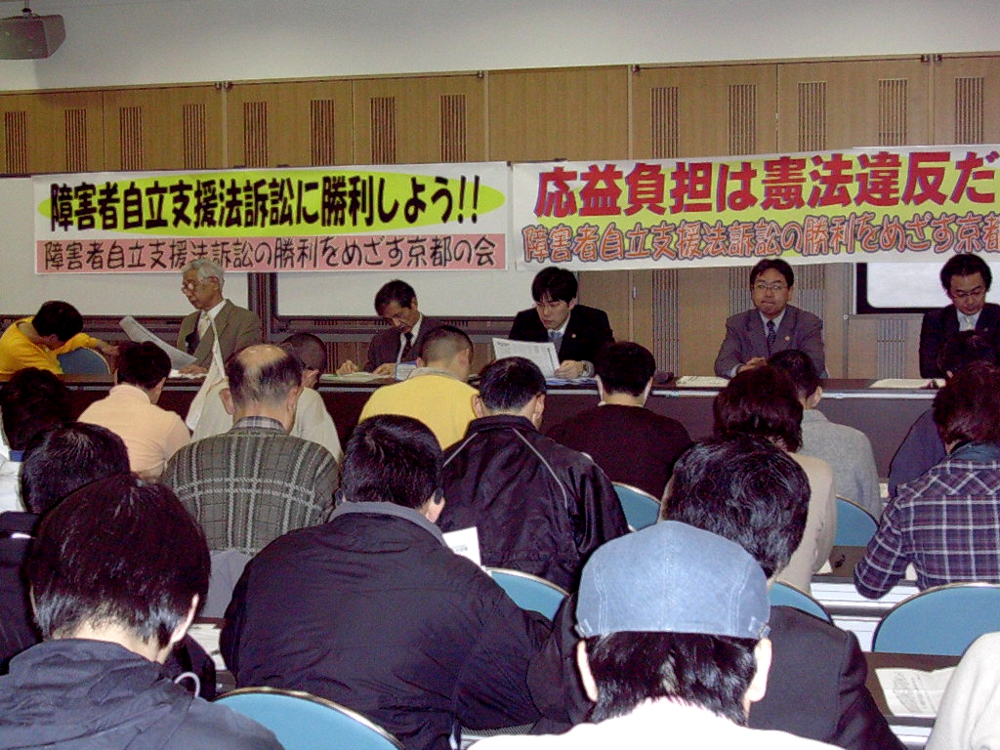 障害者自立支援法訴訟に勝利しよう!!
障害者自立支援法訴訟の勝利をめざす京都の会
応益負担は憲法違反だ
障害者自立支援法訴訟の勝利をめざす京都